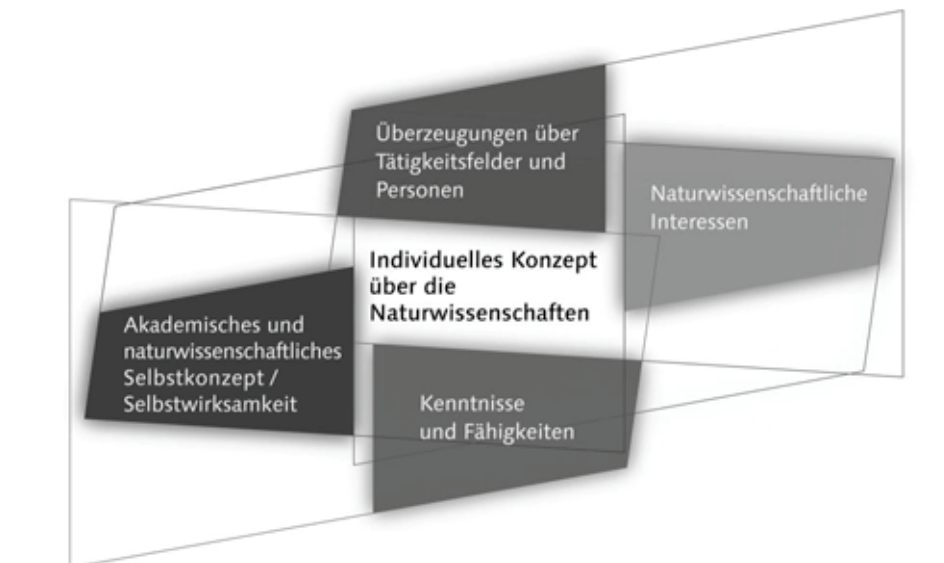 Überzeugungen über
Tätigkeitsfelder und
Personen
Naturwissenschaftliche
Interessen
Individuelles Konzept
über die
Naturwissenschaften
Akademisches und
naturwissenschaftliches
Selbstkonzept /
Selbstwirksamkeit
Kenntnisse
und Fähigkeiten